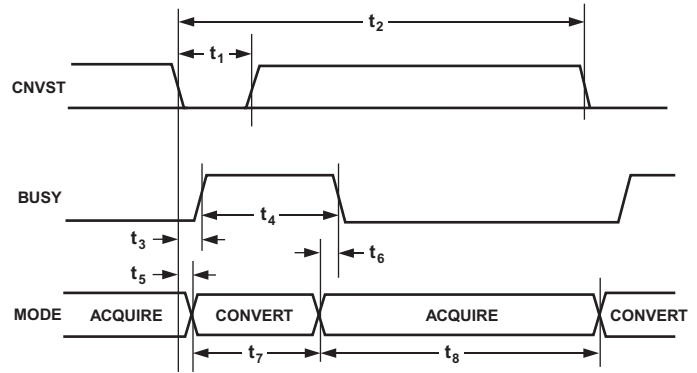 t2
t1
CNVST
BUSY
t4
t3
t6
t5
MODE ACQUIRE CONVERT ACQUIRE CONVERT
t7 t8